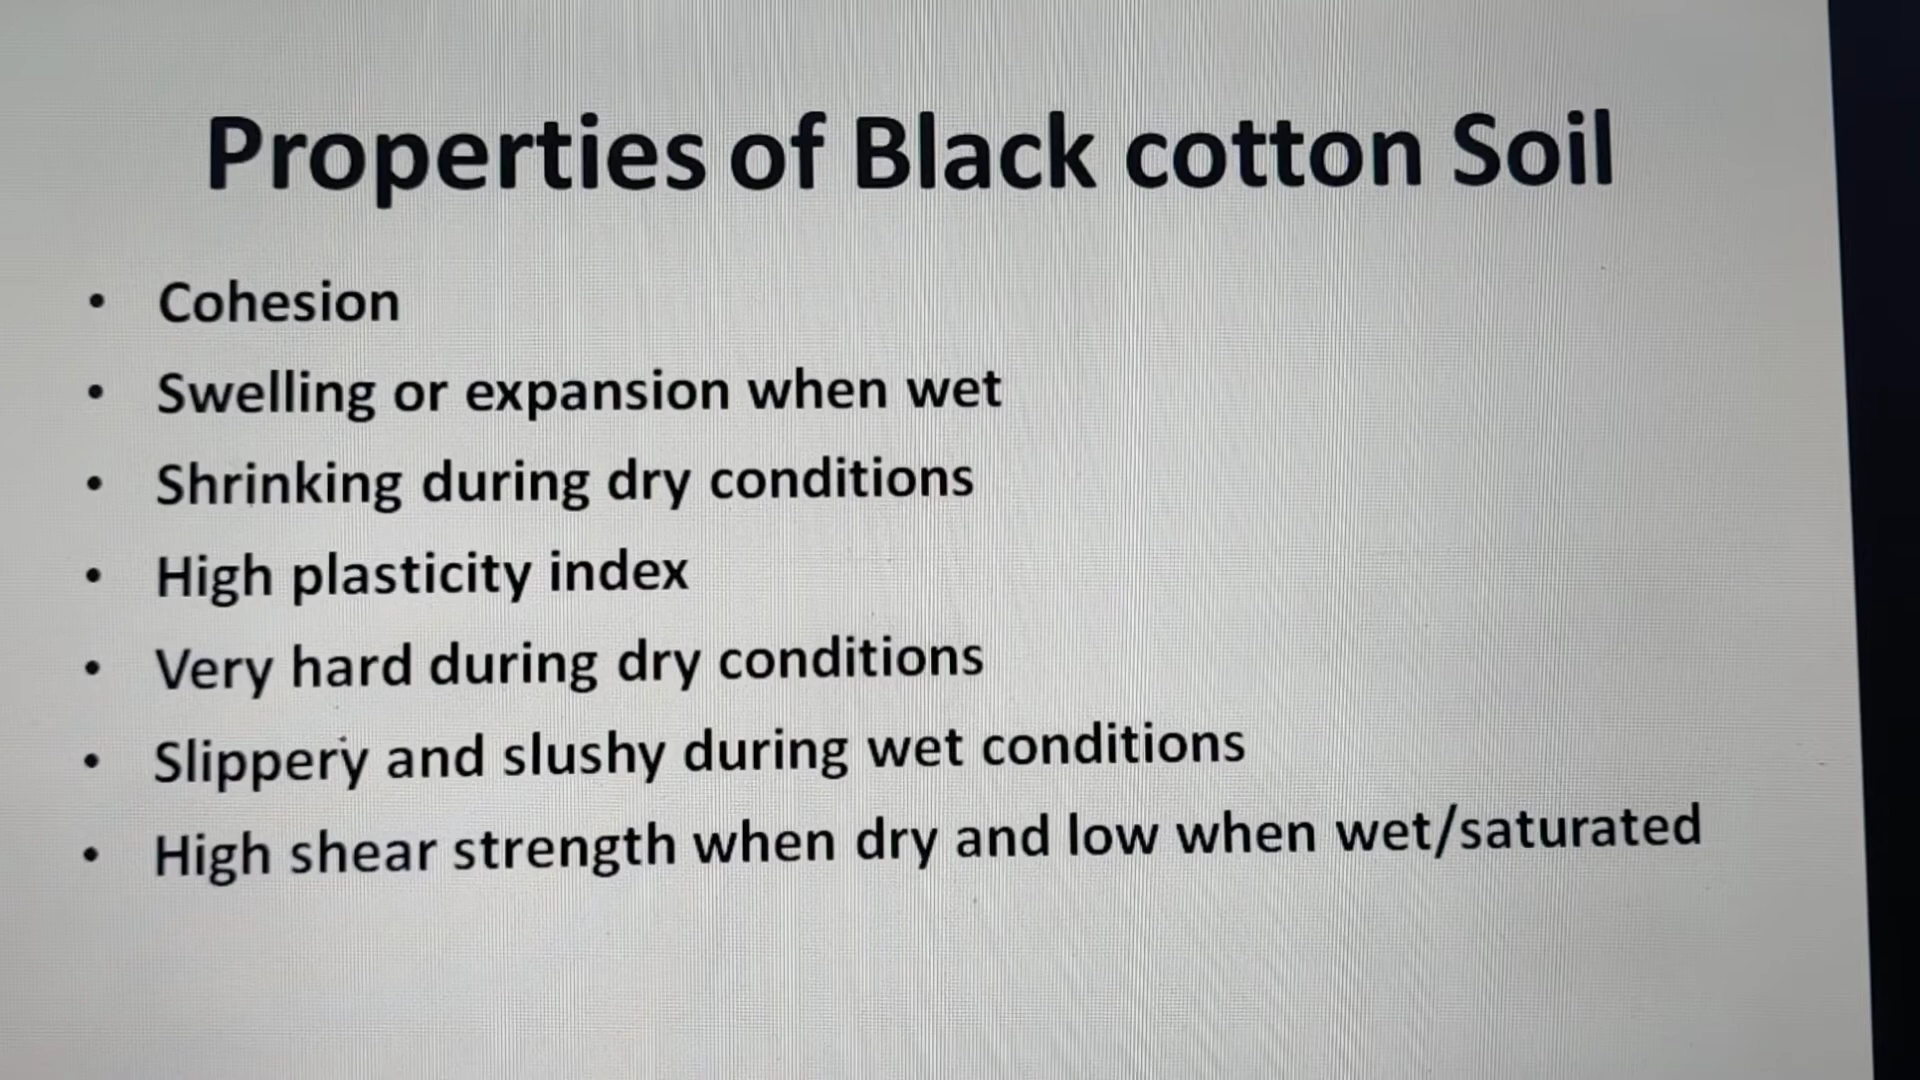 Properties of Black cotton Soil
• Cohesion
• Swelling or expansion when wet
• Shrinking during dry conditions
• High plasticity index
• Very hard during dry conditions
• Slippery and slushy during wet conditions
• High shear strength when dry and low when wet/saturated